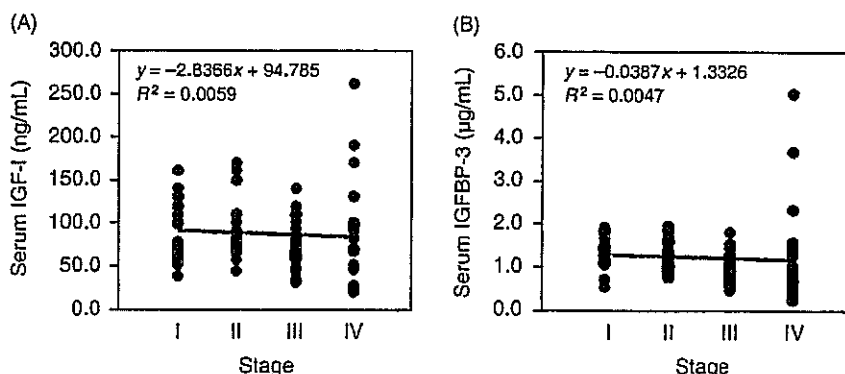 (A)
300.0
250.0
200.0
150.0
100.0
50.0
0.0
Serum IGF-I (ng/mL)
y = −2.8366x + 94.785
R² = 0.0059
I II III IV
Stage
(B)
6.0
5.0
4.0
3.0
2.0
1.0
0.0
Serum IGFBP-3 (µg/mL)
y = −0.0387x + 1.3326
R² = 0.0047
I II III IV
Stage